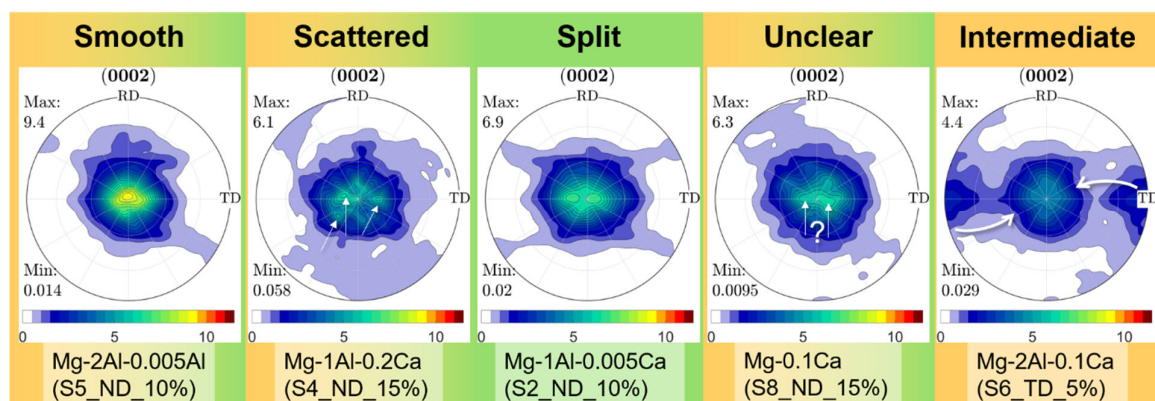 Smooth
(0002)
RD
Max:
9.4
TD
Min:
0.014
0 5 10
Mg-2Al-0.005Al
(S5_ND_10%)
Scattered
(0002)
RD
Max:
6.1
TD
Min:
0.058
0 5 10
Mg-1Al-0.2Ca
(S4_ND_15%)
Split
(0002)
RD
Max:
6.9
TD
Min:
0.02
0 5 10
Mg-1Al-0.005Ca
(S2_ND_10%)
Unclear
(0002)
RD
Max:
6.3
TD
?
Min:
0.0095
0 5 10
Mg-0.1Ca
(S8_ND_15%)
Intermediate
(0002)
RD
Max:
4.4
TD
Min:
0.029
0 5 10
Mg-2Al-0.1Ca
(S6_TD_5%)